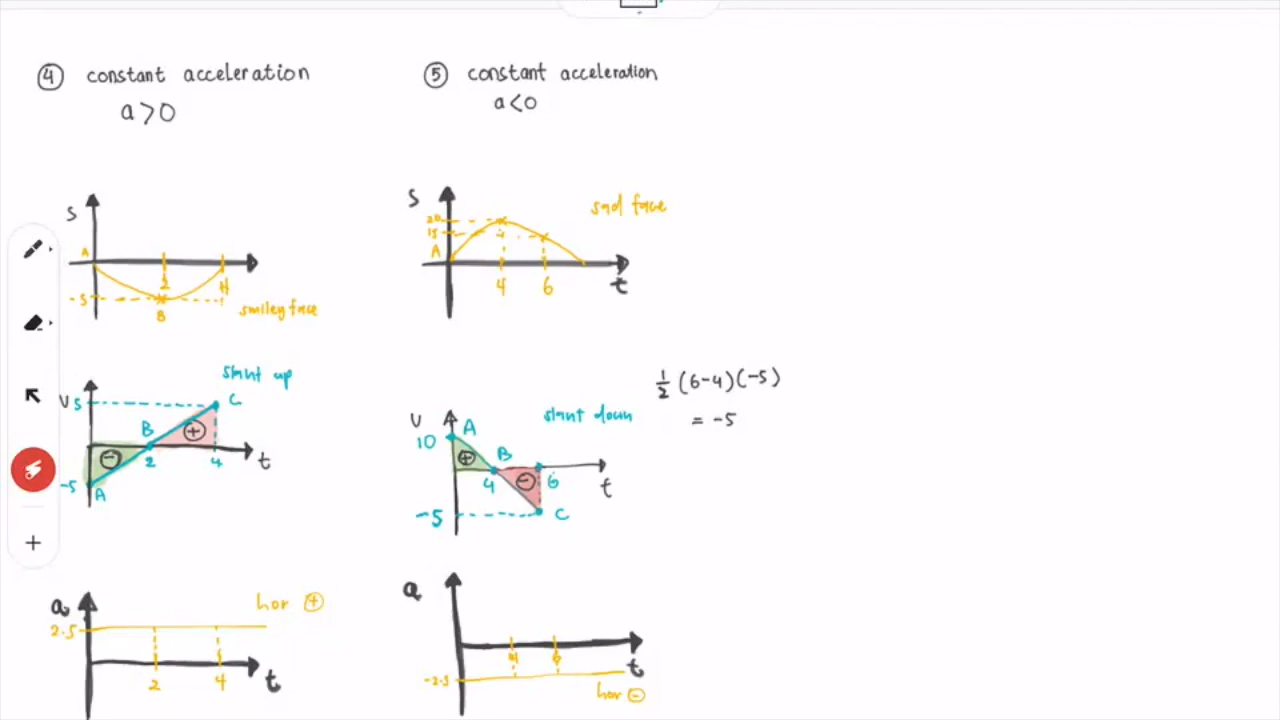 ④ constant acceleration
a>0
S
A
2
4
-5
B
smiley face
slant up
V 5
C
B
+
-
2
4
t
-5
A
a
hor +
2.5
2
4
t
⑤ constant acceleration
a<0
S
sad face
20
15
A
4
6
t
½ (6-4)(-5)
= -5
slant down
V
A
10
B
+
4
-
6
t
-5
C
a
4
6
t
-2.5
hor -